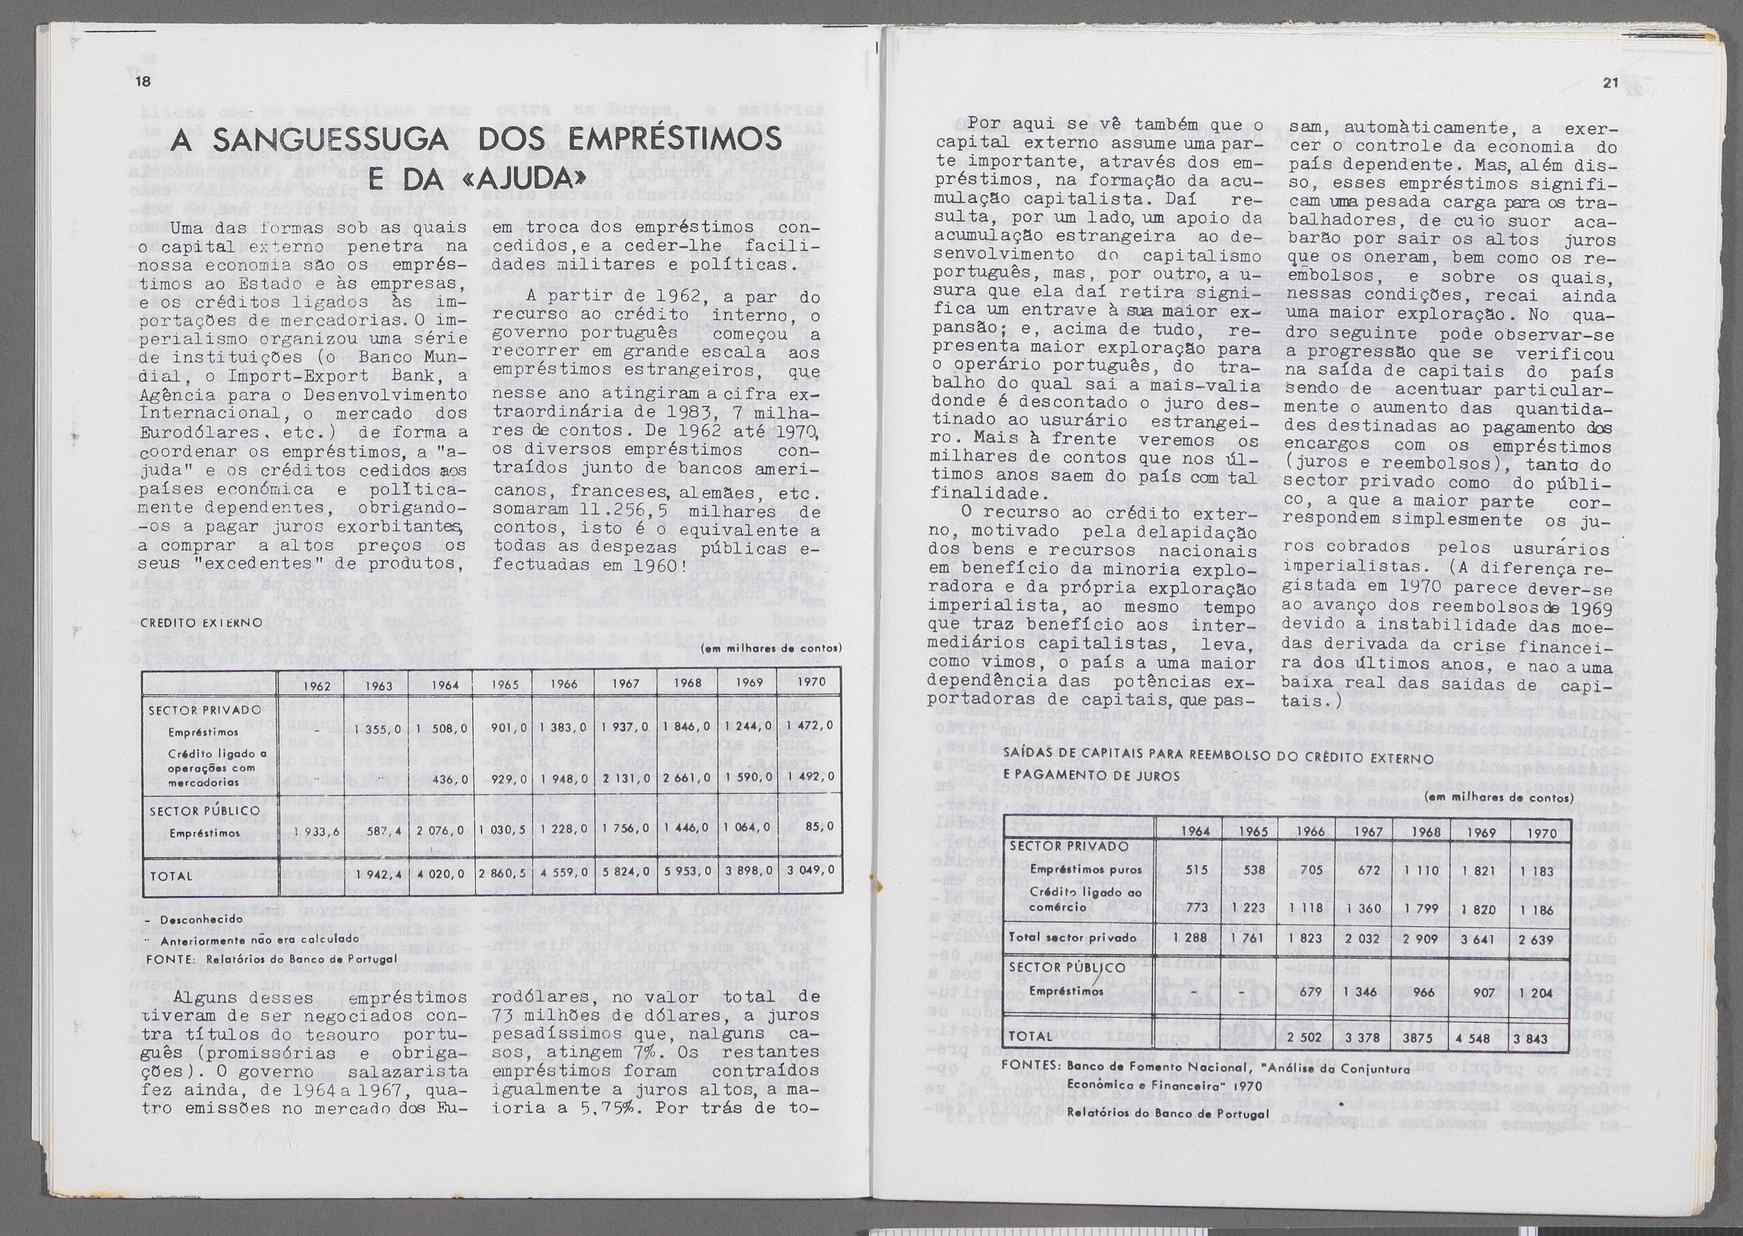 18
A SANGUESSUGA DOS EMPRÉSTIMOS
E DA «AJUDA»
Uma das formas sob as quais
o capital externo penetra na
nossa economia são os emprés-
timos ao Estado e às empresas,
e os créditos ligados às im-
portações de mercadorias. O im-
perialismo organizou uma série
de instituições (o Banco Mun-
dial, o Import-Export Bank, a
Agência para o Desenvolvimento
Internacional, o mercado dos
Eurodólares, etc.) de forma a
coordenar os empréstimos, a "a-
juda" e os créditos cedidos aos
países económica e política-
mente dependentes, obrigando-
-os a pagar juros exorbitantes,
a comprar a altos preços os
seus "excedentes" de produtos,
em troca dos empréstimos con-
cedidos,e a ceder-lhe facili-
dades militares e políticas.
A partir de 1962, a par do
recurso ao crédito interno, o
governo português começou a
recorrer em grande escala aos
empréstimos estrangeiros, que
nesse ano atingiram a cifra ex-
traordinária de 1983, 7 milha-
res de contos. De 1962 até 1970,
os diversos empréstimos con-
traídos junto de bancos ameri-
canos, franceses, alemães, etc.
somaram 11.256,5 milhares de
contos, isto é o equivalente a
todas as despezas públicas e-
fectuadas em 1960!
CREDITO EXTERNO
(em milhares de contos)
1962 1963 1964 1965 1966 1967 1968 1969 1970
SECTOR PRIVADO
Empréstimos - 1 355,0 1 508,0 901,0 1 383,0 1 937,0 1 846,0 1 244,0 1 472,0
Crédito ligado a
operações com
mercadorias .. .. 436,0 929,0 1 948,0 2 131,0 2 661,0 1 590,0 1 492,0
SECTOR PÚBLICO
Empréstimos 1 933,6 587,4 2 076,0 1 030,5 1 228,0 1 756,0 1 446,0 1 064,0 85,0
TOTAL 1 942,4 4 020,0 2 860,5 4 559,0 5 824,0 5 953,0 3 898,0 3 049,0
- Desconhecido
.. Anteriormente não era calculado
FONTE: Relatórios do Banco de Portugal
Alguns desses empréstimos
tiveram de ser negociados con-
tra títulos do tesouro portu-
guês (promissórias e obriga-
ções). O governo salazarista
fez ainda, de 1964 a 1967, qua-
tro emissões no mercado dos Eu-
rodólares, no valor total de
73 milhões de dólares, a juros
pesadíssimos que, nalguns ca-
sos, atingem 7%. Os restantes
empréstimos foram contraídos
igualmente a juros altos, a ma-
ioria a 5,75%. Por trás de to-
21
Por aqui se vê também que o
capital externo assume uma par-
te importante, através dos em-
préstimos, na formação da acu-
mulação capitalista. Daí re-
sulta, por um lado, um apoio da
acumulação estrangeira ao de-
senvolvimento do capitalismo
português, mas, por outro, a u-
sura que ela daí retira signi-
fica um entrave à sua maior ex-
pansão; e, acima de tudo, re-
presenta maior exploração para
o operário português, do tra-
balho do qual sai a mais-valia
donde é descontado o juro des-
tinado ao usurário estrangei-
ro. Mais à frente veremos os
milhares de contos que nos úl-
timos anos saem do país com tal
finalidade.
O recurso ao crédito exter-
no, motivado pela delapidação
dos bens e recursos nacionais
em benefício da minoria explo-
radora e da própria exploração
imperialista, ao mesmo tempo
que traz benefício aos inter-
mediários capitalistas, leva,
como vimos, o país a uma maior
dependência das potências ex-
portadoras de capitais, que pas-
sam, automàticamente, a exer-
cer o controle da economia do
país dependente. Mas, além dis-
so, esses empréstimos signifi-
cam uma pesada carga para os tra-
balhadores, de cujo suor aca-
barão por sair os altos juros
que os oneram, bem como os re-
embolsos, e sobre os quais,
nessas condições, recai ainda
uma maior exploração. No qua-
dro seguinte pode observar-se
a progressão que se verificou
na saída de capitais do país
sendo de acentuar particular-
mente o aumento das quantida-
des destinadas ao pagamento dos
encargos com os empréstimos
(juros e reembolsos), tanto do
sector privado como do públi-
co, a que a maior parte cor-
respondem simplesmente os ju-
ros cobrados pelos usurários
imperialistas. (A diferença re-
gistada em 1970 parece dever-se
ao avanço dos reembolsos de 1969
devido à instabilidade das moe-
das derivada da crise financei-
ra dos últimos anos, e nao a uma
baixa real das saidas de capi-
tais.)
SAÍDAS DE CAPITAIS PARA REEMBOLSO DO CRÉDITO EXTERNO
E PAGAMENTO DE JUROS
(em milhares de contos)
1964 1965 1966 1967 1968 1969 1970
SECTOR PRIVADO
Empréstimos puros 515 538 705 672 1 110 1 821 1 183
Crédito ligado ao
comércio 773 1 223 1 118 1 360 1 799 1 820 1 186
Total sector privado 1 288 1 761 1 823 2 032 2 909 3 641 2 639
SECTOR PÚBLICO
Empréstimos - - 679 1 346 966 907 1 204
TOTAL 2 502 3 378 3875 4 548 3 843
FONTES: Banco de Fomento Nacional, "Análise da Conjuntura
Económica e Financeira" 1970
Relatórios do Banco de Portugal